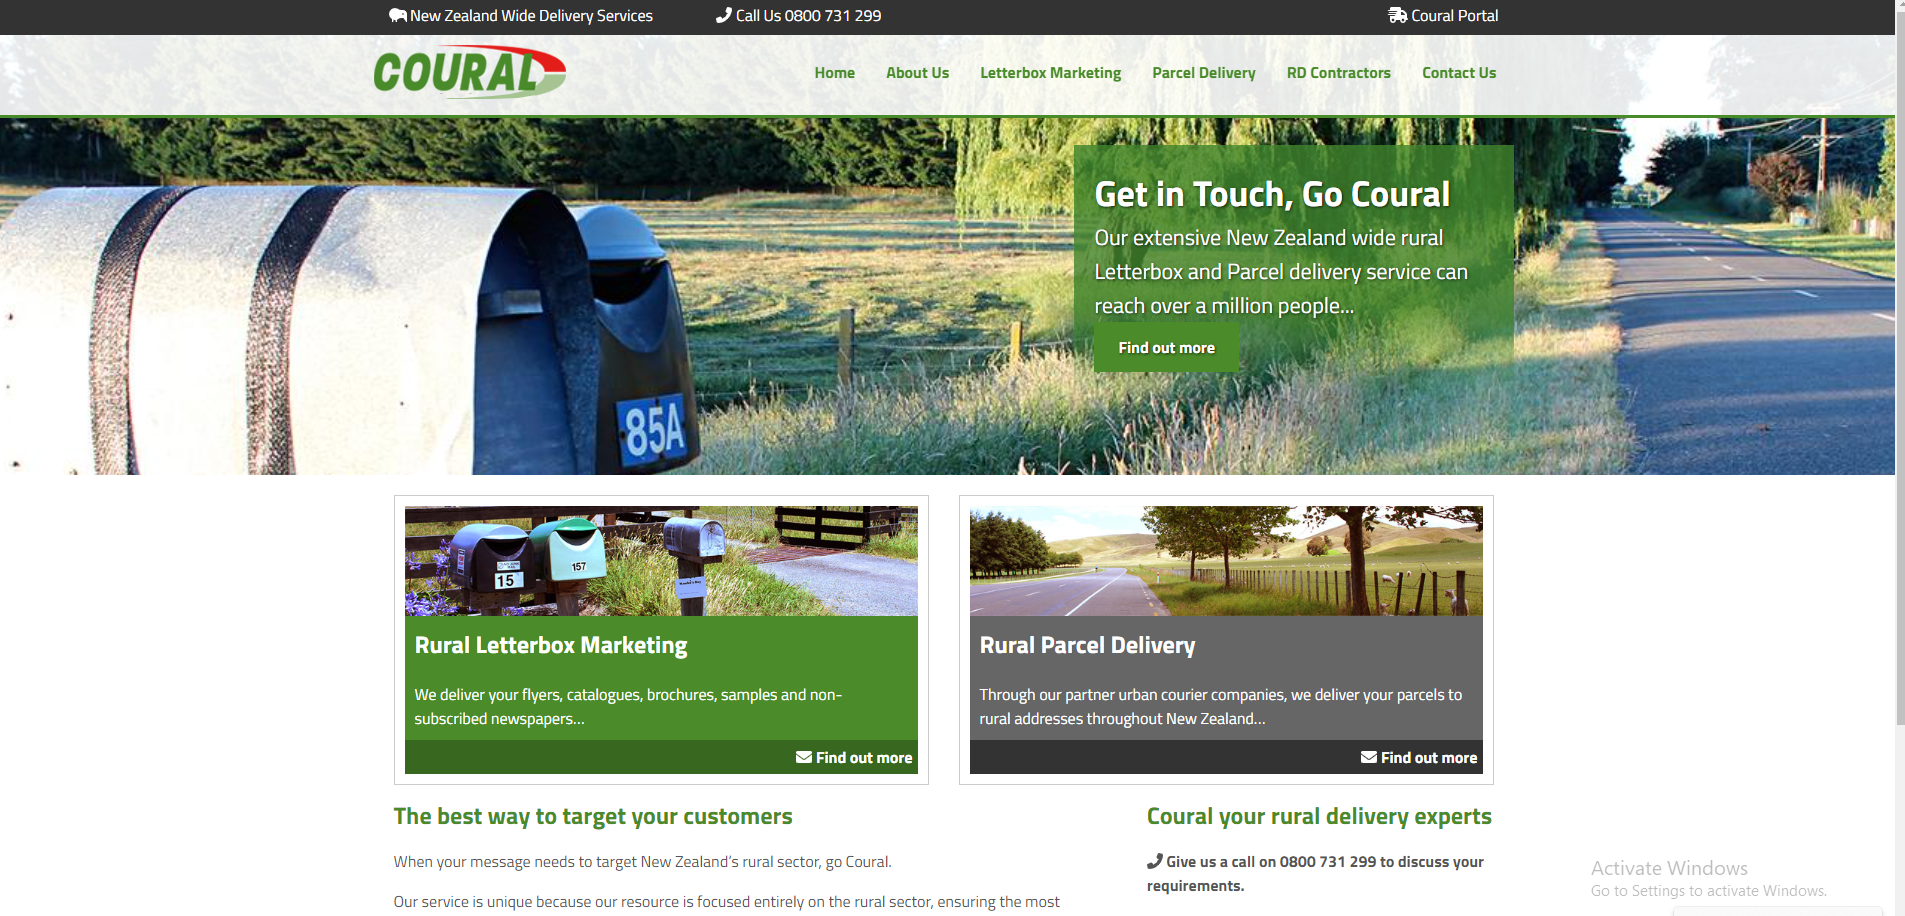 New Zealand Wide Delivery Services
Call Us 0800 731 299
Coural Portal
COURAL
Home
About Us
Letterbox Marketing
Parcel Delivery
RD Contractors
Contact Us
Get in Touch, Go Coural
Our extensive New Zealand wide rural
Letterbox and Parcel delivery service can
reach over a million people...
Find out more
85A
15
157
Rural Letterbox Marketing
We deliver your flyers, catalogues, brochures, samples and non-
subscribed newspapers...
Find out more
Rural Parcel Delivery
Through our partner urban courier companies, we deliver your parcels to
rural addresses throughout New Zealand...
Find out more
The best way to target your customers
When your message needs to target New Zealand’s rural sector, go Coural.
Our service is unique because our resource is focused entirely on the rural sector, ensuring the most
Coural your rural delivery experts
Give us a call on 0800 731 299 to discuss your
requirements.
Activate Windows
Go to Settings to activate Windows.